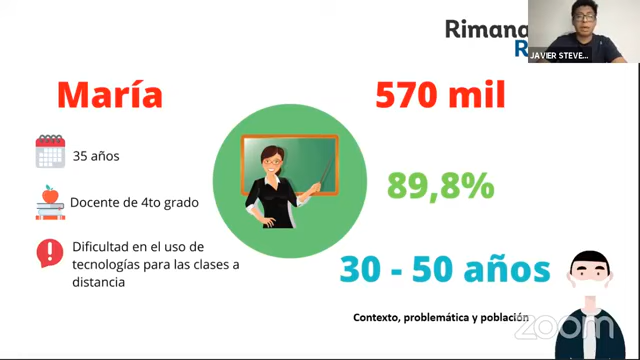 Rimana
R
JAVIER STEVE...
María
570 mil
35 años
89,8%
Docente de 4to grado
Dificultad en el uso de
tecnologías para las clases a
distancia
30 - 50 años
Contexto, problemática y población
zoom